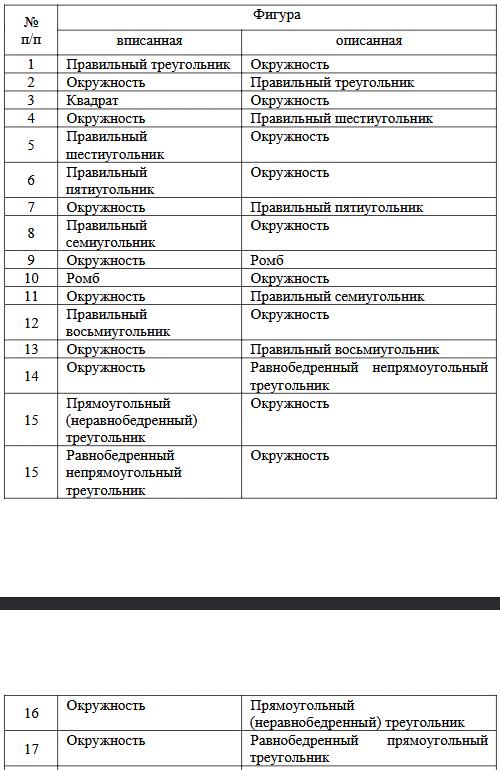 № п/п Фигура
вписанная описанная
1 Правильный треугольник Окружность
2 Окружность Правильный треугольник
3 Квадрат Окружность
4 Окружность Правильный шестиугольник
5 Правильный Окружность
шестиугольник
6 Правильный Окружность
пятиугольник
7 Окружность Правильный пятиугольник
8 Правильный Окружность
семиугольник
9 Окружность Ромб
10 Ромб Окружность
11 Окружность Правильный семиугольник
12 Правильный Окружность
восьмиугольник
13 Окружность Правильный восьмиугольник
14 Окружность Равнобедренный непрямоугольный
треугольник
15 Прямоугольный Окружность
(неравнобедренный)
треугольник
15 Равнобедренный Окружность
непрямоугольный
треугольник
16 Окружность Прямоугольный
(неравнобедренный) треугольник
17 Окружность Равнобедренный прямоугольный
треугольник